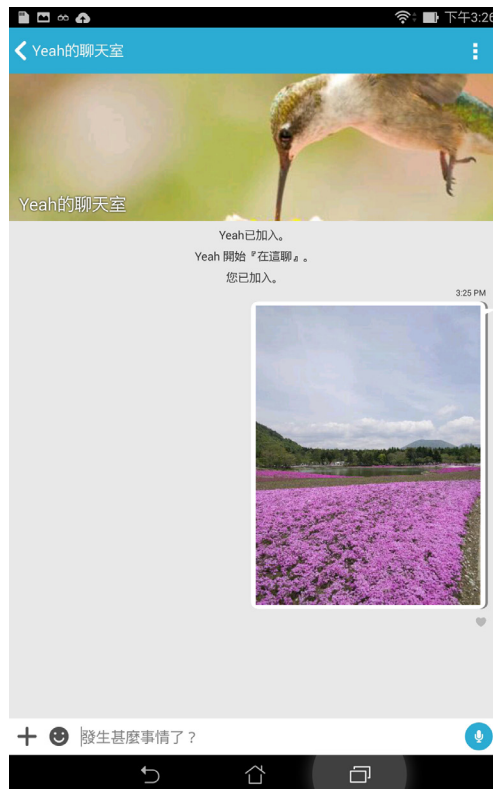 下午3:26
Yeah的聊天室
Yeah的聊天室
Yeah已加入。
Yeah 開始『在這聊』。
您已加入。
3:25 PM
發生甚麼事情了？